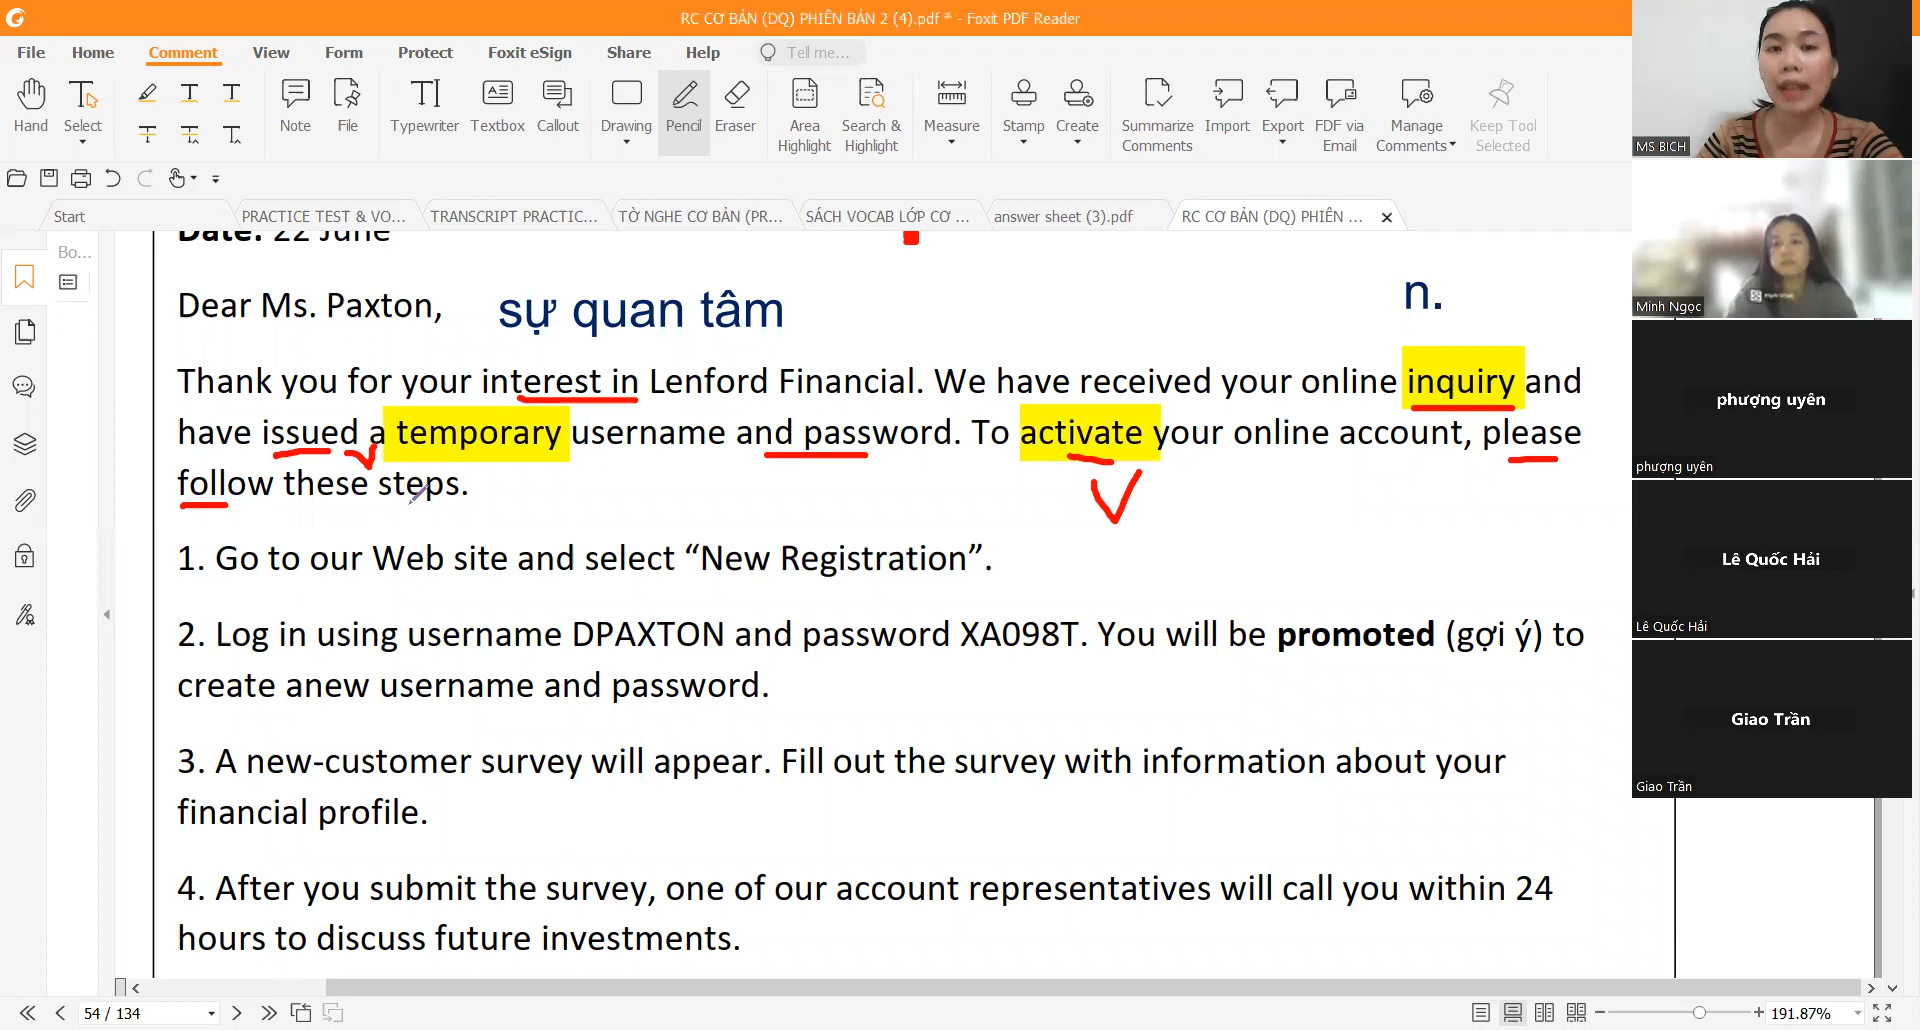 RC CƠ BẢN (DQ) PHIÊN BẢN 2 (4).pdf * - Foxit PDF Reader
File Home Comment View Form Protect Foxit eSign Share Help Tell me...
Hand Select Note File Typewriter Textbox Callout Drawing Pencil Eraser Area Highlight Search & Highlight Measure Stamp Create Summarize Comments Import Export FDF via Email Manage Comments Keep Tool Selected
Start PRACTICE TEST & VO... TRANSCRIPT PRACTIC... TỜ NGHE CƠ BẢN (PR... SÁCH VOCAB LỚP CƠ ... answer sheet (3).pdf RC CƠ BẢN (DQ) PHIÊN ...
Bo...
Date: 22 June
Dear Ms. Paxton,
sự quan tâm
n.
Thank you for your interest in Lenford Financial. We have received your online inquiry and
have issued a temporary username and password. To activate your online account, please
follow these steps.
1. Go to our Web site and select “New Registration”.
2. Log in using username DPAXTON and password XA098T. You will be promoted (gợi ý) to
create anew username and password.
3. A new-customer survey will appear. Fill out the survey with information about your
financial profile.
4. After you submit the survey, one of our account representatives will call you within 24
hours to discuss future investments.
MS BICH
Minh Ngọc
phượng uyên
phượng uyên
Lê Quốc Hải
Lê Quốc Hải
Giao Trần
Giao Trần
54 / 134
191.87%